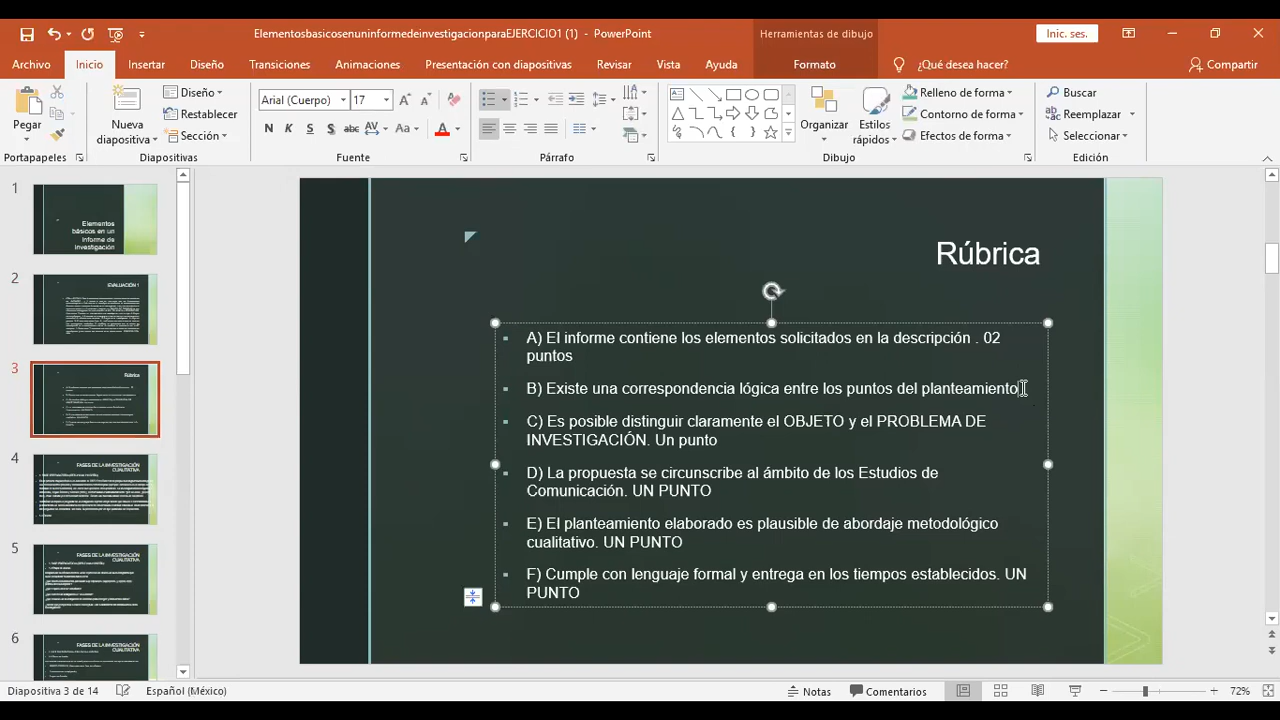 ElementosbasicosenuninformedeinvestigacionparaEJERCICIO1 (1) - PowerPoint
Herramientas de dibujo
Inic. ses.
Archivo Inicio Insertar Diseño Transiciones Animaciones Presentación con diapositivas Revisar Vista Ayuda Formato ¿Qué desea hacer? Compartir
Pegar
Portapapeles
Nueva diapositiva
Diseño
Restablecer
Sección
Diapositivas
Arial (Cuerpo) 17
N K S abc AV Aa A
Fuente
Párrafo
Organizar
Estilos rápidos
Relleno de forma
Contorno de forma
Efectos de forma
Dibujo
Buscar
Reemplazar
Seleccionar
Edición
1
Elementos
básicos en un
Informe de
Investigación
2
EVALUACIÓN 1
3
Rúbrica
4
FASES DE LA INVESTIGACIÓN
CUALITATIVA
5
FASES DE LA INVESTIGACIÓN
CUALITATIVA
6
FASES DE LA INVESTIGACIÓN
CUALITATIVA
Rúbrica
A) El informe contiene los elementos solicitados en la descripción . 02
puntos
B) Existe una correspondencia lógica entre los puntos del planteamiento
C) Es posible distinguir claramente el OBJETO y el PROBLEMA DE
INVESTIGACIÓN. Un punto
D) La propuesta se circunscribe al ámbito de los Estudios de
Comunicación. UN PUNTO
E) El planteamiento elaborado es plausible de abordaje metodológico
cualitativo. UN PUNTO
F) Cumple con lenguaje formal y entrega en los tiempos establecidos. UN
PUNTO
Diapositiva 3 de 14 Español (México) Notas Comentarios 72%